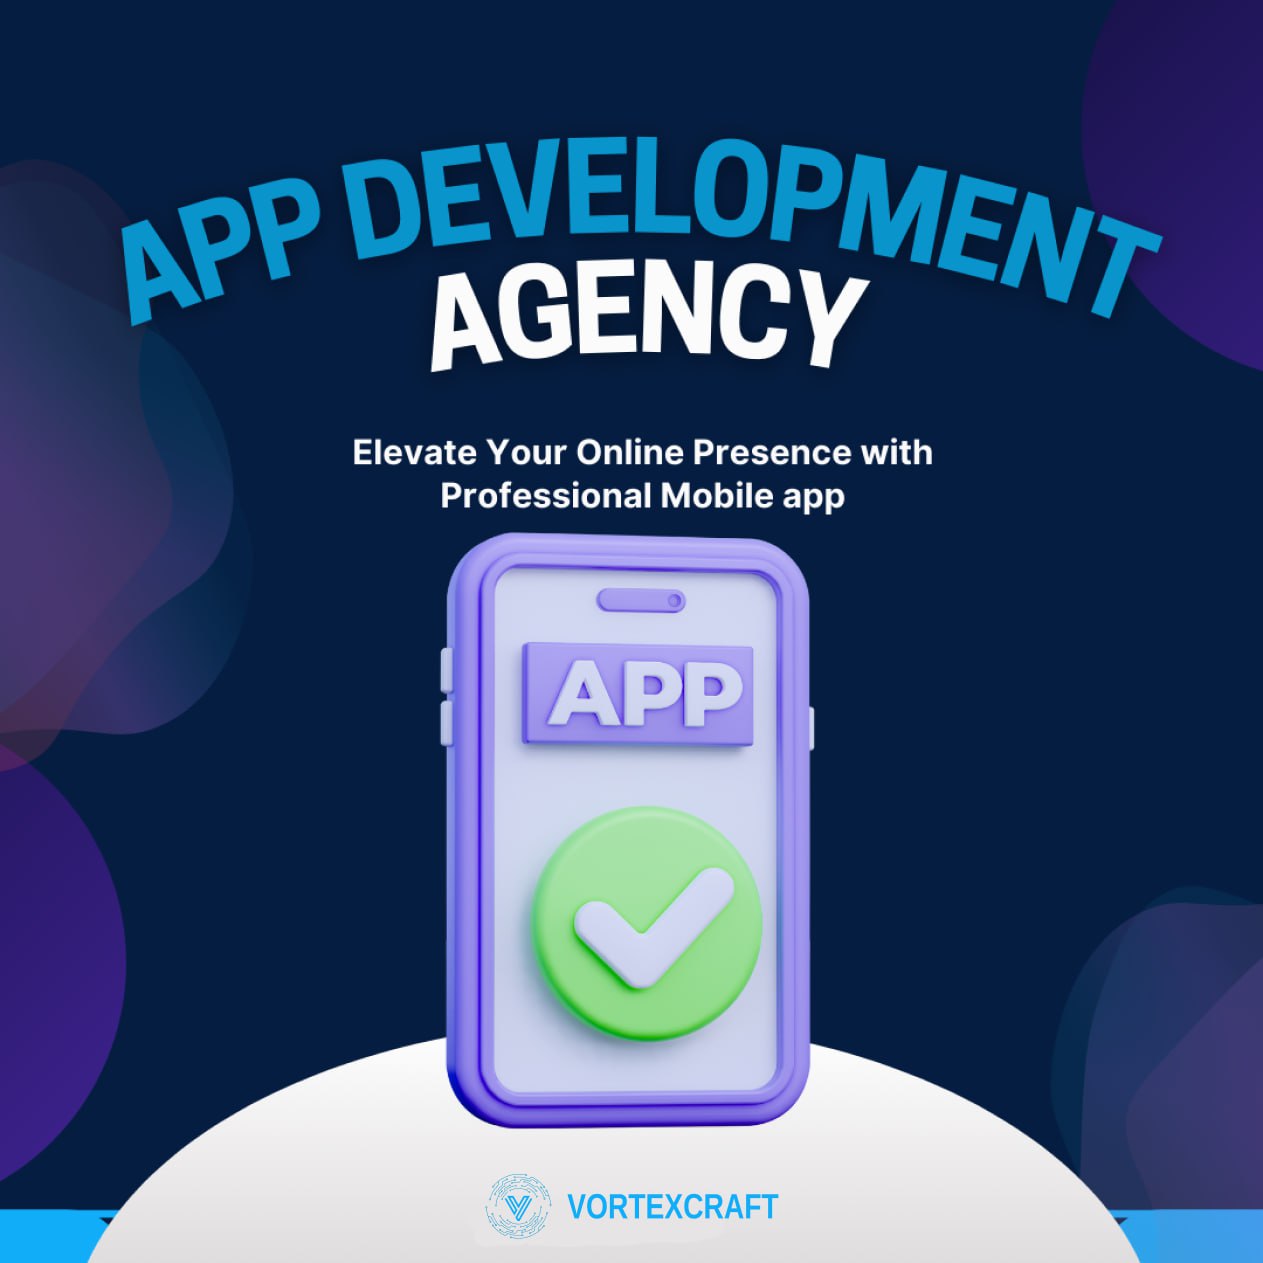 APP DEVELOPMENT
AGENCY
Elevate Your Online Presence with
Professional Mobile app
APP
VORTEXCRAFT